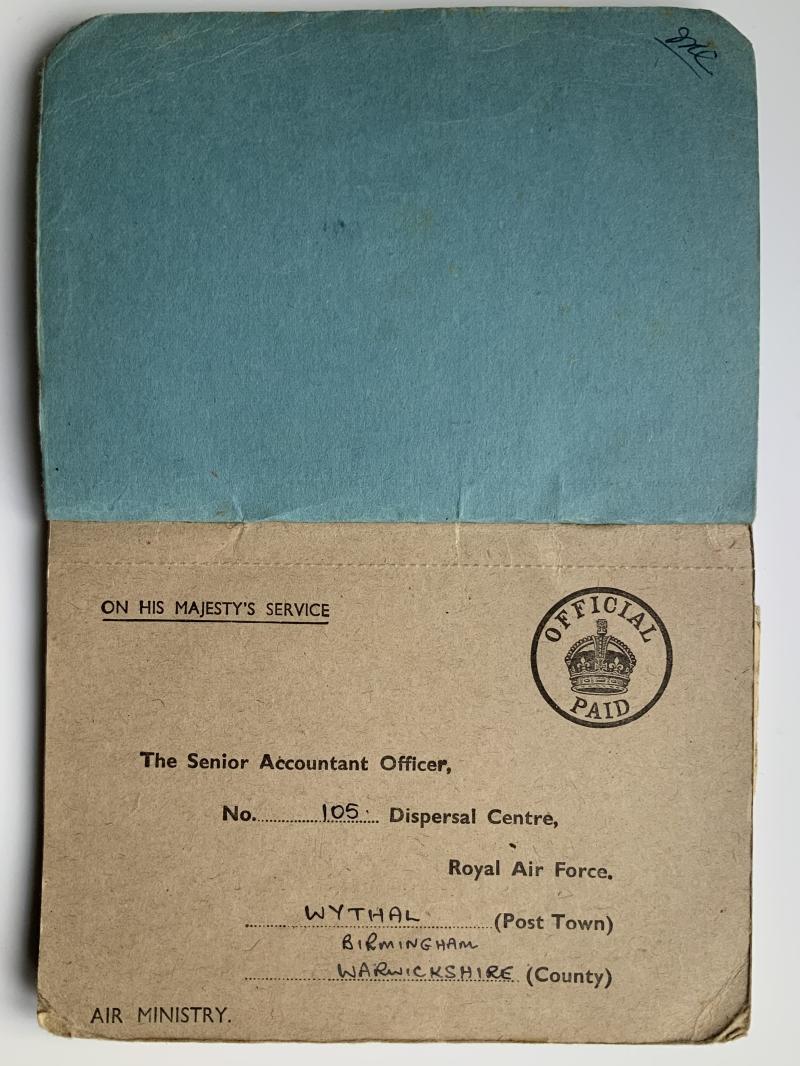 ON HIS MAJESTY'S SERVICE
OFFICIAL
PAID
The Senior Accountant Officer,
No. 105 Dispersal Centre,
Royal Air Force.
WYTHAL (Post Town)
BIRMINGHAM
WARWICKSHIRE (County)
AIR MINISTRY.